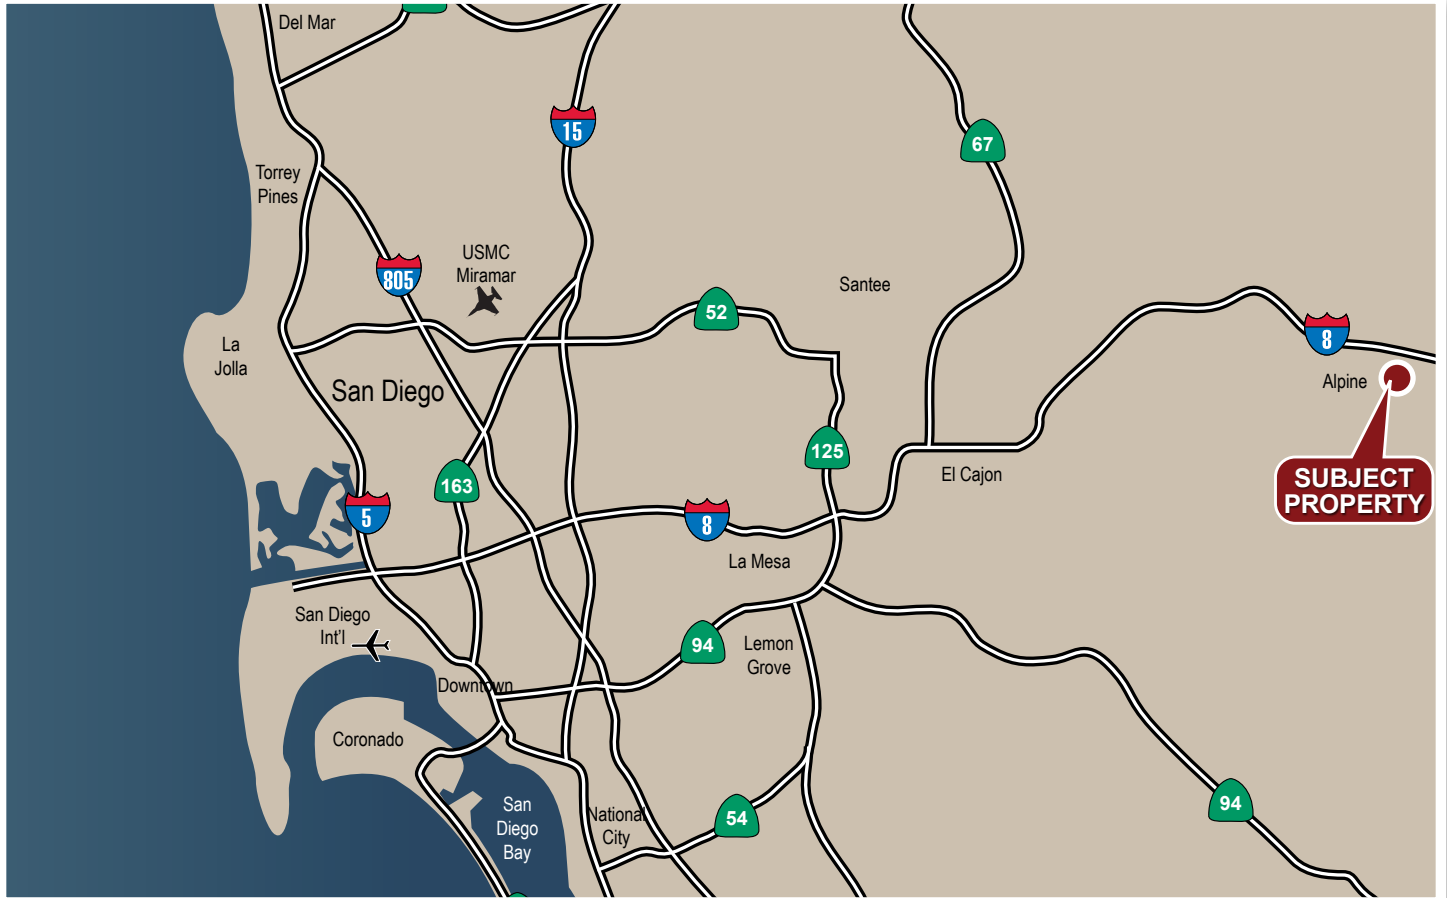 Del Mar
15
67
Torrey
Pines
805
USMC
Miramar
Santee
52
La
Jolla
8
Alpine
San Diego
125
163
El Cajon
SUBJECT
PROPERTY
5
8
La Mesa
San Diego
Int'l
94
Lemon
Grove
Downtown
Coronado
San
Diego
Bay
National
City
54
94